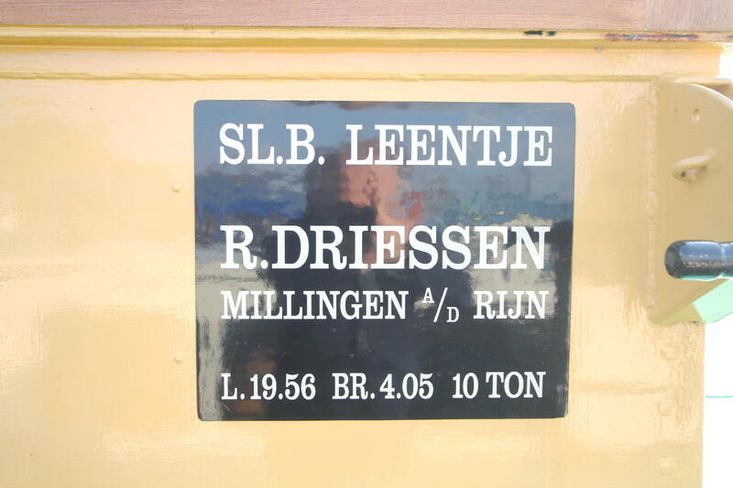 SL.B. LEENTJE
R.DRIESSEN
MILLINGEN A/D RIJN
L.19.56 BR.4.05 10 TON